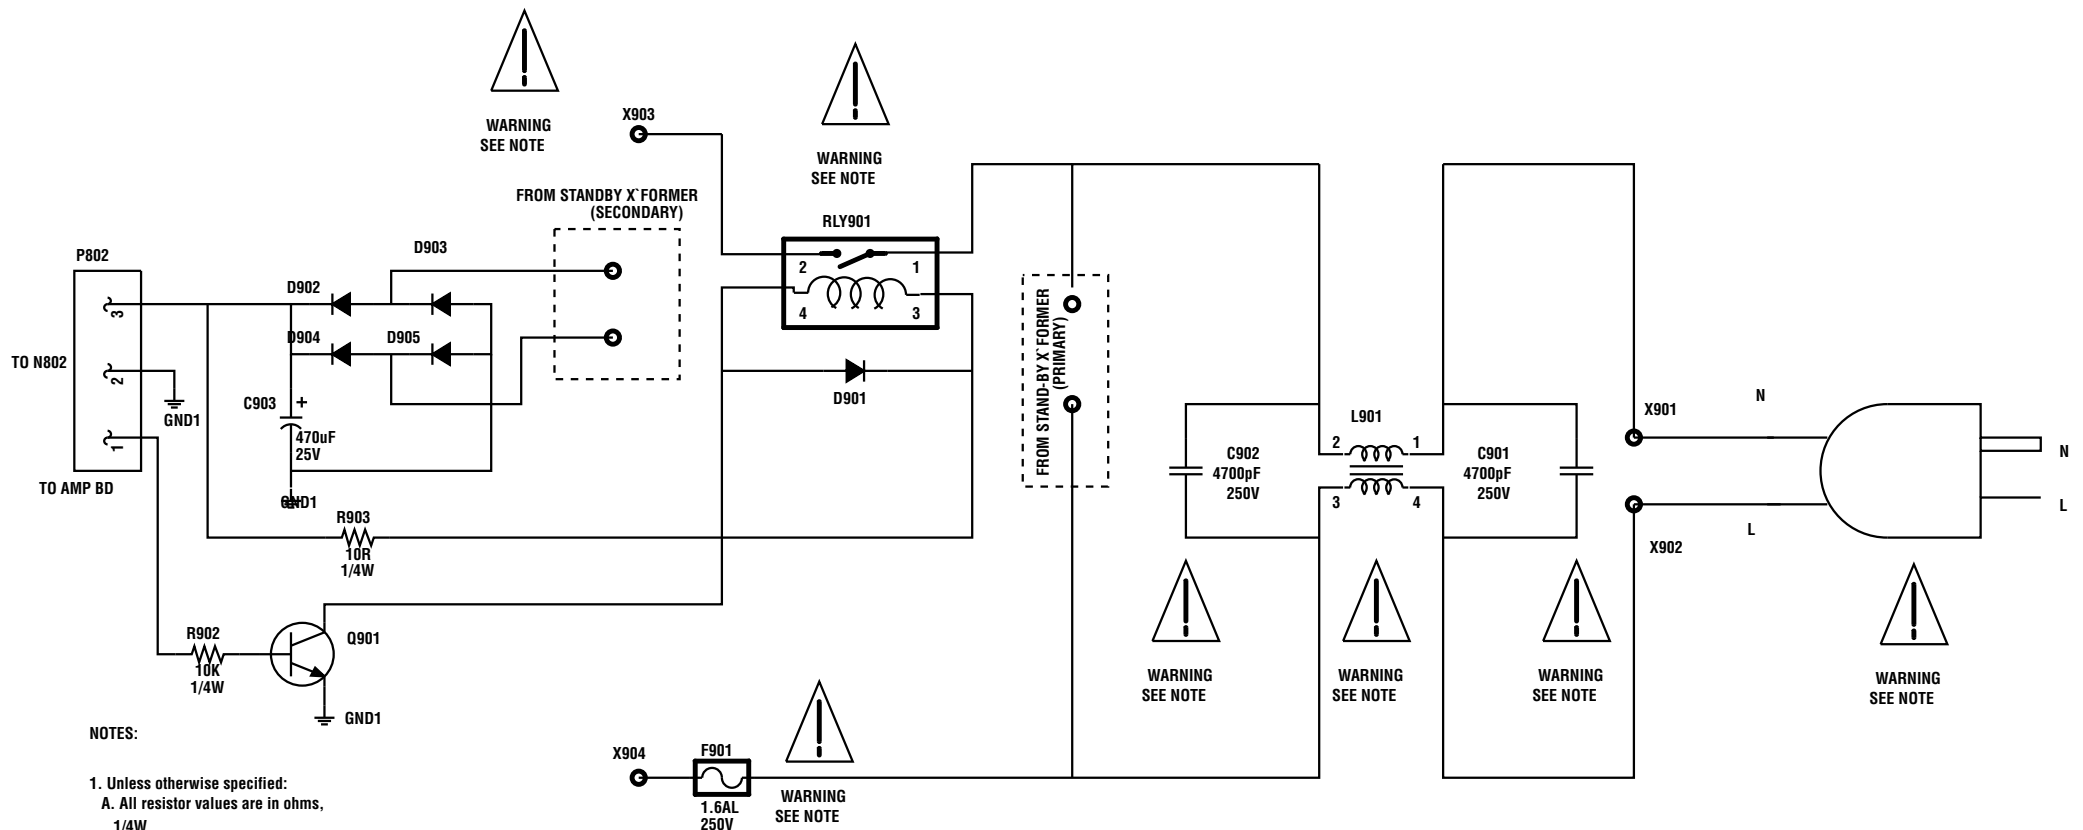 WARNING
SEE NOTE
X903
WARNING
SEE NOTE
FROM STANDBY X`FORMER
(SECONDARY)
RLY901
2
1
4
3
P802
D903
D902
D904
D905
3
2
1
TO N802
GND1
C903
+
470uF
25V
GND1
TO AMP BD
D901
FROM STAND-BY X`FORMER
(PRIMARY)
R903
10R
1/4W
L901
2
1
3
4
C902
4700pF
250V
C901
4700pF
250V
X901
N
X902
L
N
L
R902
10K
1/4W
Q901
GND1
WARNING
SEE NOTE
WARNING
SEE NOTE
WARNING
SEE NOTE
WARNING
SEE NOTE
X904
F901
1.6AL
250V
WARNING
SEE NOTE
NOTES:
1. Unless otherwise specified:
A. All resistor values are in ohms,
1/4W